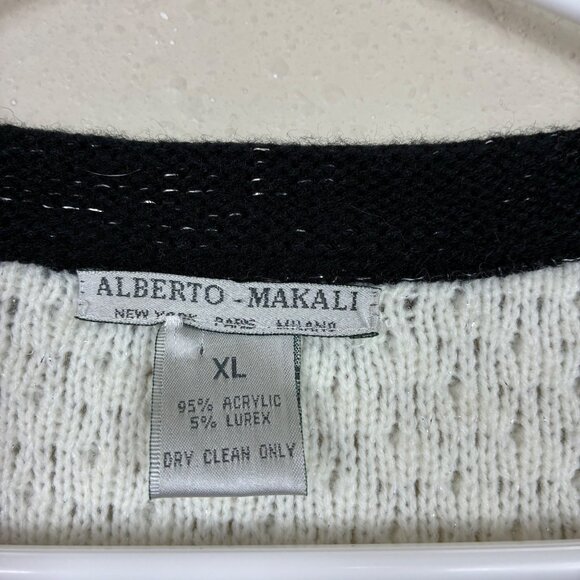 ALBERTO - MAKALI
NEW YORK PARIS MILANO
XL
95% ACRYLIC
5% LUREX
DRY CLEAN ONLY